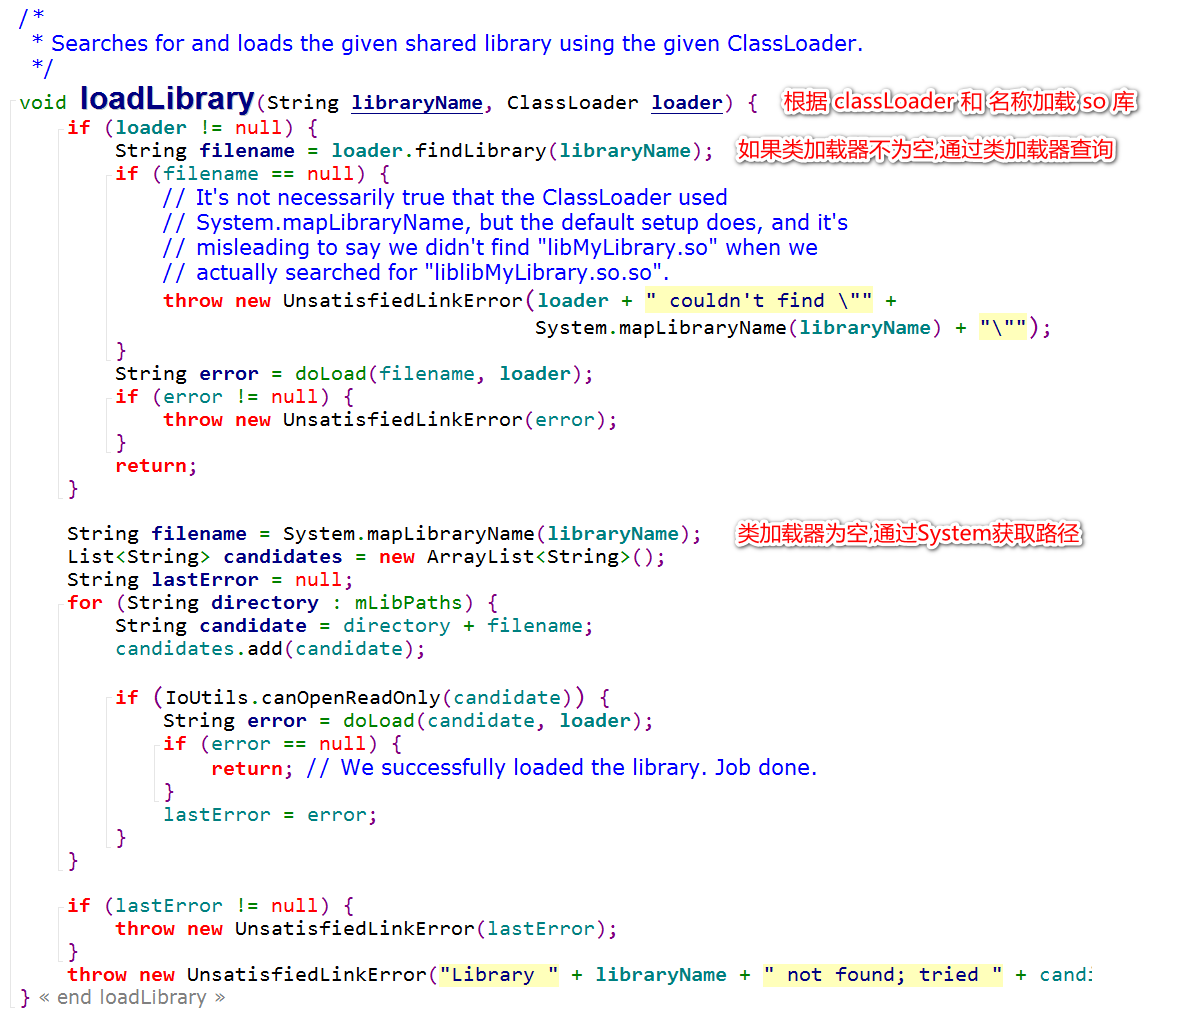 /*
 * Searches for and loads the given shared library using the given ClassLoader.
 */
void loadLibrary(String libraryName, ClassLoader loader) { 根据 classLoader 和 名称加载 so 库
    if (loader != null) {
        String filename = loader.findLibrary(libraryName); 如果类加载器不为空,通过类加载器查询
        if (filename == null) {
            // It's not necessarily true that the ClassLoader used
            // System.mapLibraryName, but the default setup does, and it's
            // misleading to say we didn't find "libMyLibrary.so" when we
            // actually searched for "liblibMyLibrary.so.so".
            throw new UnsatisfiedLinkError(loader + " couldn't find \"" +
                                           System.mapLibraryName(libraryName) + "\"");
        }
        String error = doLoad(filename, loader);
        if (error != null) {
            throw new UnsatisfiedLinkError(error);
        }
        return;
    }
    String filename = System.mapLibraryName(libraryName); 类加载器为空,通过System获取路径
    List<String> candidates = new ArrayList<String>();
    String lastError = null;
    for (String directory : mLibPaths) {
        String candidate = directory + filename;
        candidates.add(candidate);
        if (IoUtils.canOpenReadOnly(candidate)) {
            String error = doLoad(candidate, loader);
            if (error == null) {
                return; // We successfully loaded the library. Job done.
            }
            lastError = error;
        }
    }
    if (lastError != null) {
        throw new UnsatisfiedLinkError(lastError);
    }
    throw new UnsatisfiedLinkError("Library " + libraryName + " not found; tried " + cand
} « end loadLibrary »